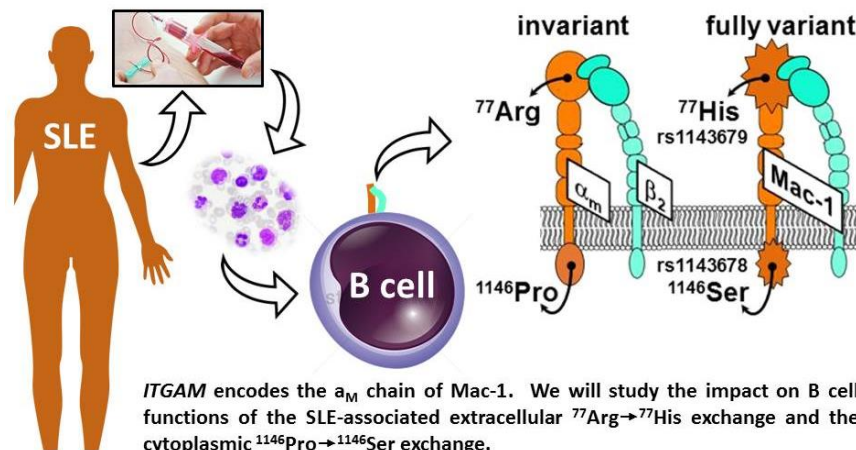 invariant
fully variant
SLE
⁷⁷Arg
⁷⁷His
rs1143679
αₘ
β₂
Mac-1
B cell
rs1143678
¹¹⁴⁶Pro
¹¹⁴⁶Ser
ITGAM encodes the aM chain of Mac-1. We will study the impact on B cell
functions of the SLE-associated extracellular ⁷⁷Arg→⁷⁷His exchange and the
cytoplasmic ¹¹⁴⁶Pro→¹¹⁴⁶Ser exchange.